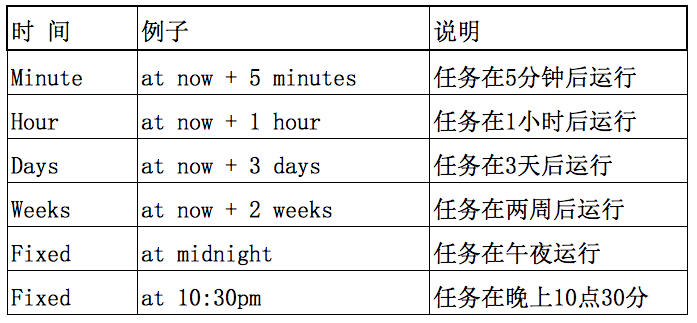 时 间 例子 说明
Minute at now + 5 minutes 任务在5分钟后运行
Hour at now + 1 hour 任务在1小时后运行
Days at now + 3 days 任务在3天后运行
Weeks at now + 2 weeks 任务在两周后运行
Fixed at midnight 任务在午夜运行
Fixed at 10:30pm 任务在晚上10点30分